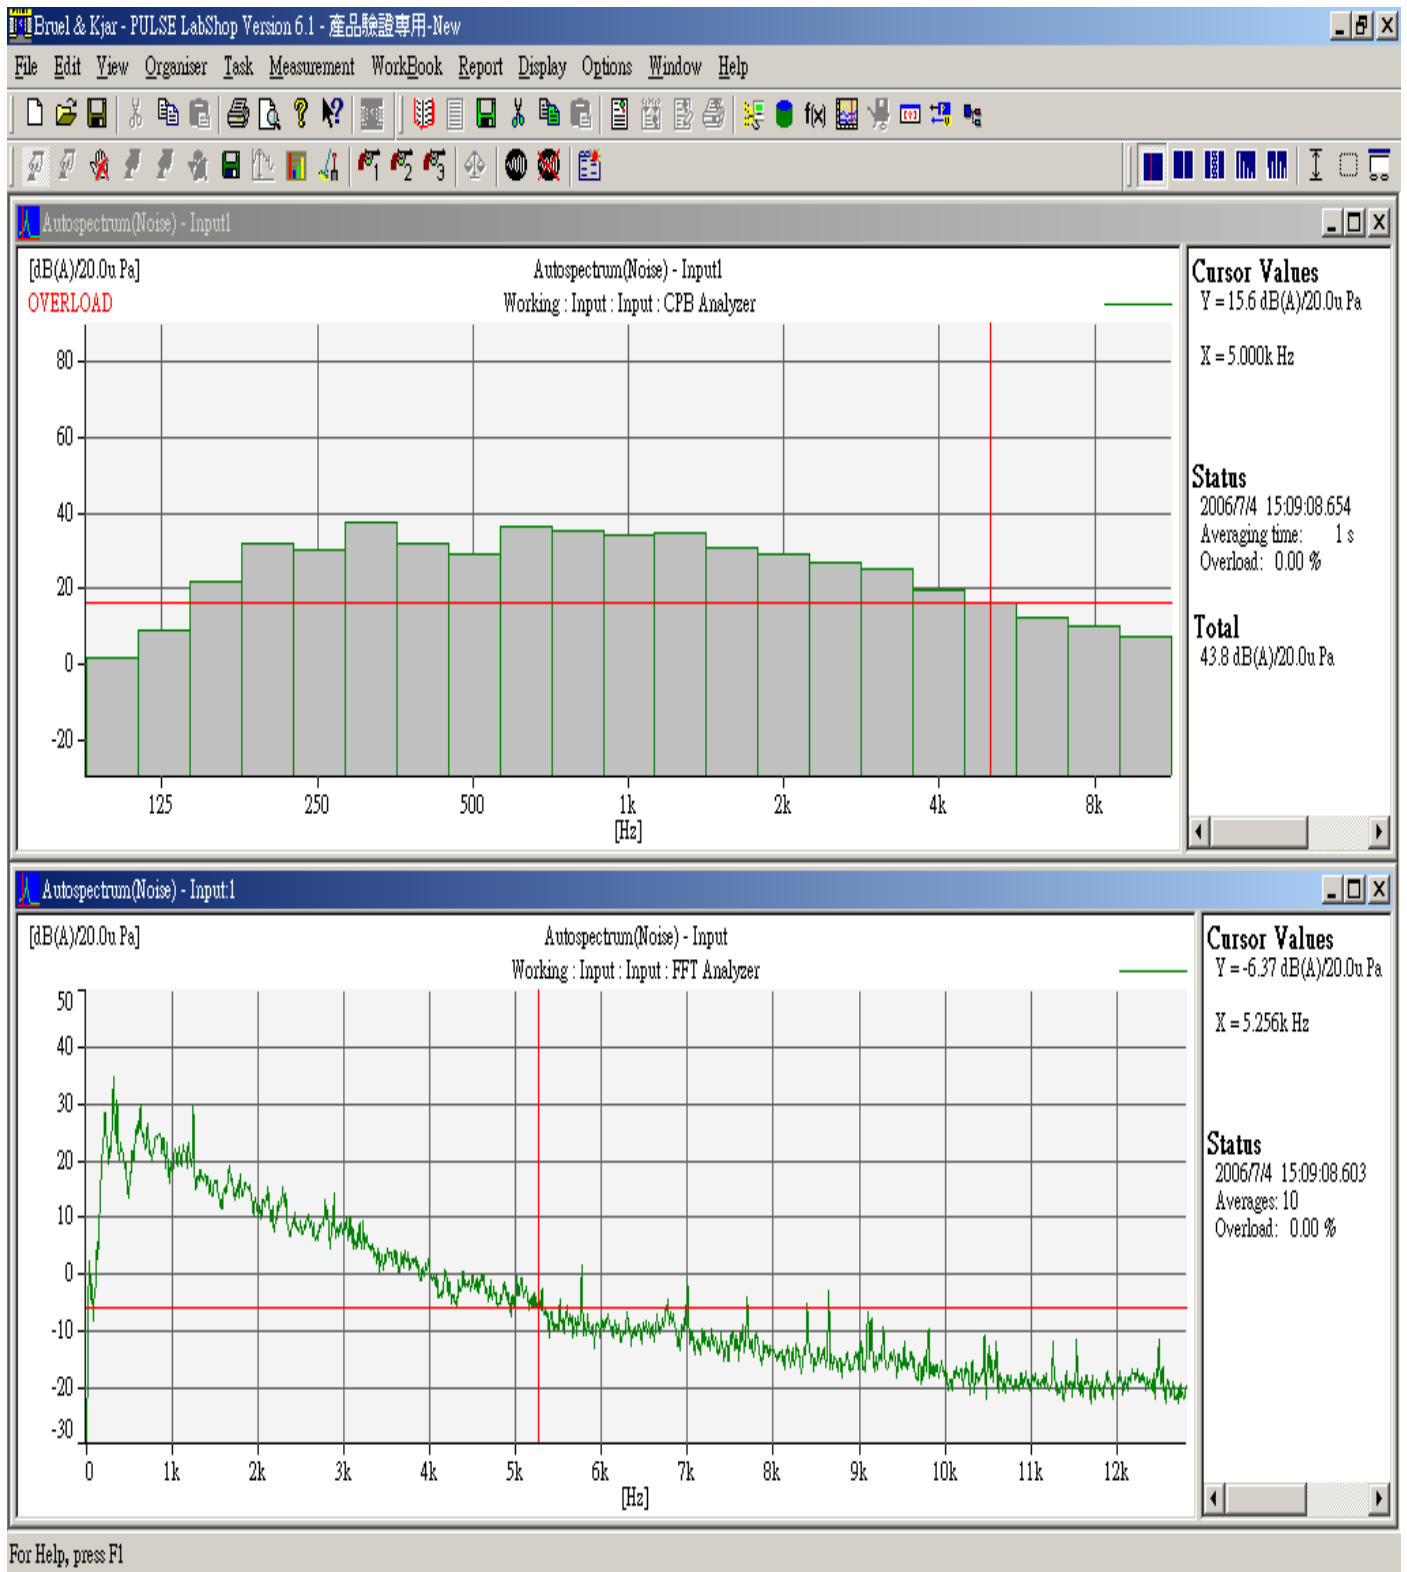 Bruel & Kjar - PULSE LabShop Version 6.1 - 產品驗證專用-New
File Edit View Organiser Task Measurement WorkBook Report Display Options Window Help
f(x)
1 2 3
Autospectrum(Noise) - Input1
[dB(A)/20.0u Pa]
Autospectrum(Noise) - Input1
OVERLOAD
Working : Input : Input : CPB Analyzer
80
60
40
20
0
-20
125 250 500 1k 2k 4k 8k
[Hz]
Cursor Values
Y = 15.6 dB(A)/20.0u Pa
X = 5.000k Hz
Status
2006/7/4 15:09:08.654
Averaging time: 1 s
Overload: 0.00 %
Total
43.8 dB(A)/20.0u Pa
Autospectrum(Noise) - Input:1
[dB(A)/20.0u Pa]
Autospectrum(Noise) - Input
Working : Input : Input : FFT Analyzer
50
40
30
20
10
0
-10
-20
-30
0 1k 2k 3k 4k 5k 6k 7k 8k 9k 10k 11k 12k
[Hz]
Cursor Values
Y = -6.37 dB(A)/20.0u Pa
X = 5.256k Hz
Status
2006/7/4 15:09:08.603
Averages: 10
Overload: 0.00 %
For Help, press F1